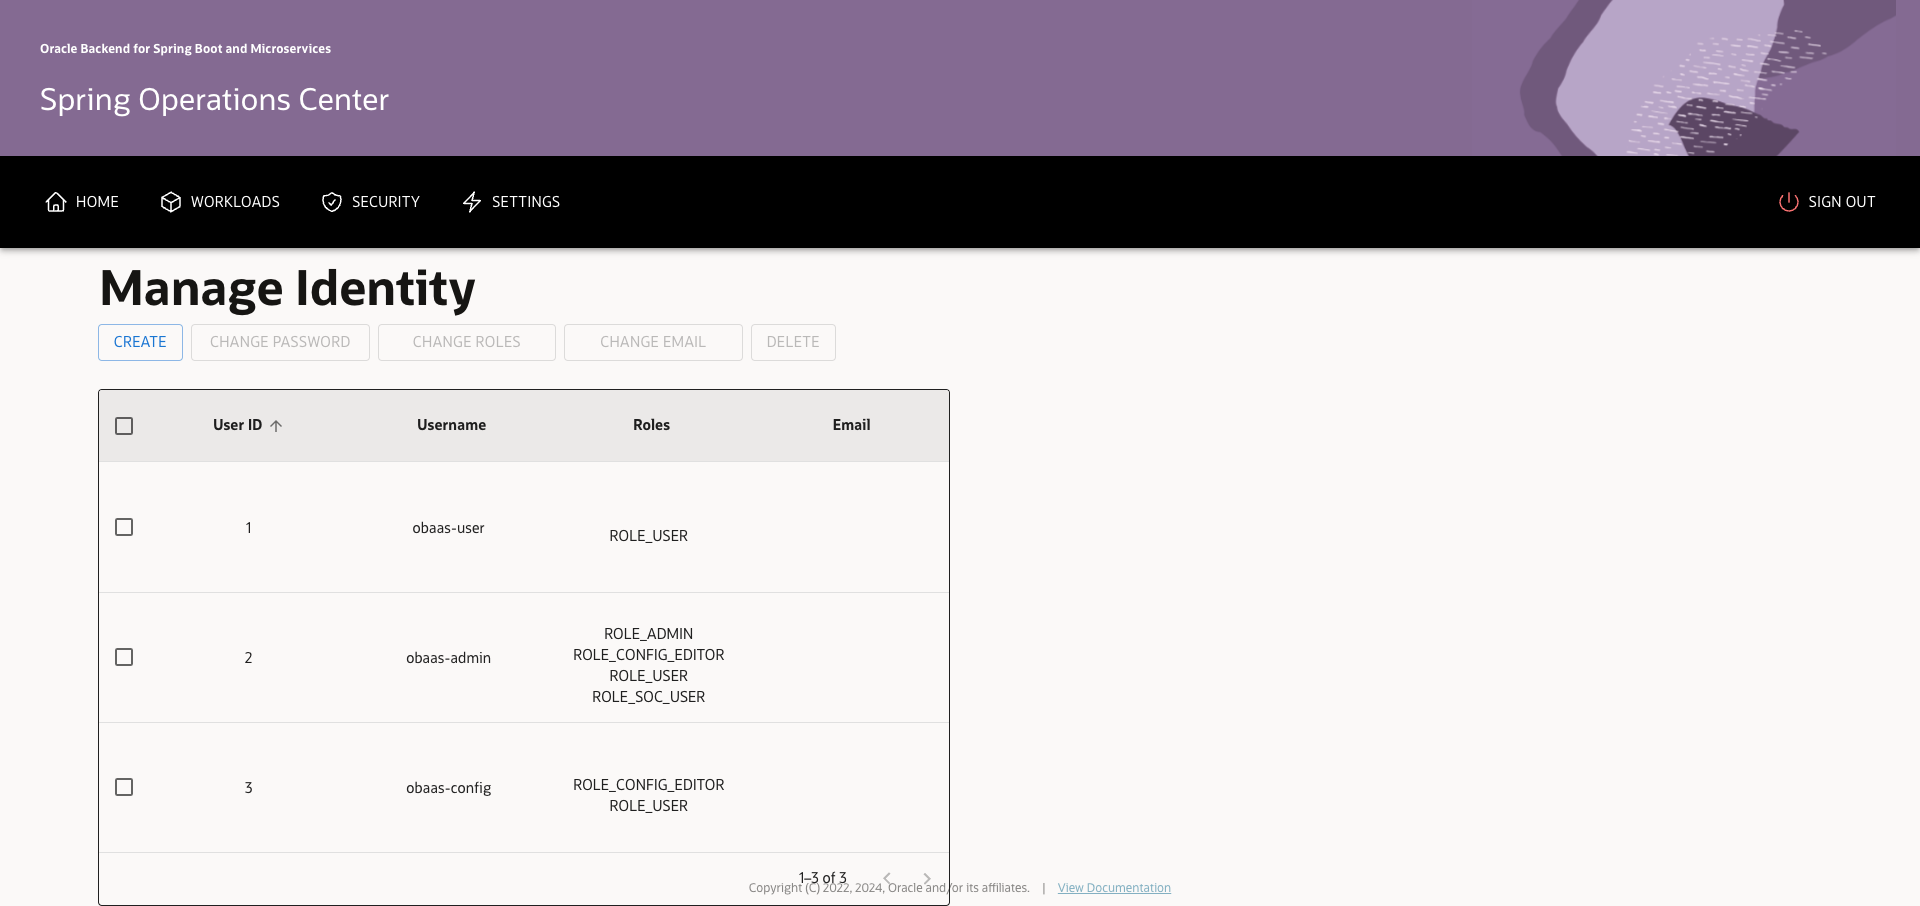 Oracle Backend for Spring Boot and Microservices
Spring Operations Center
HOME WORKLOADS SECURITY SETTINGS SIGN OUT
Manage Identity
CREATE CHANGE PASSWORD CHANGE ROLES CHANGE EMAIL DELETE
User ID Username Roles Email
1 obaas-user ROLE_USER
2 obaas-admin ROLE_ADMIN
ROLE_CONFIG_EDITOR
ROLE_USER
ROLE_SOC_USER
3 obaas-config ROLE_CONFIG_EDITOR
ROLE_USER
1–3 of 3
Copyright (C) 2022, 2024, Oracle and/or its affiliates. | View Documentation